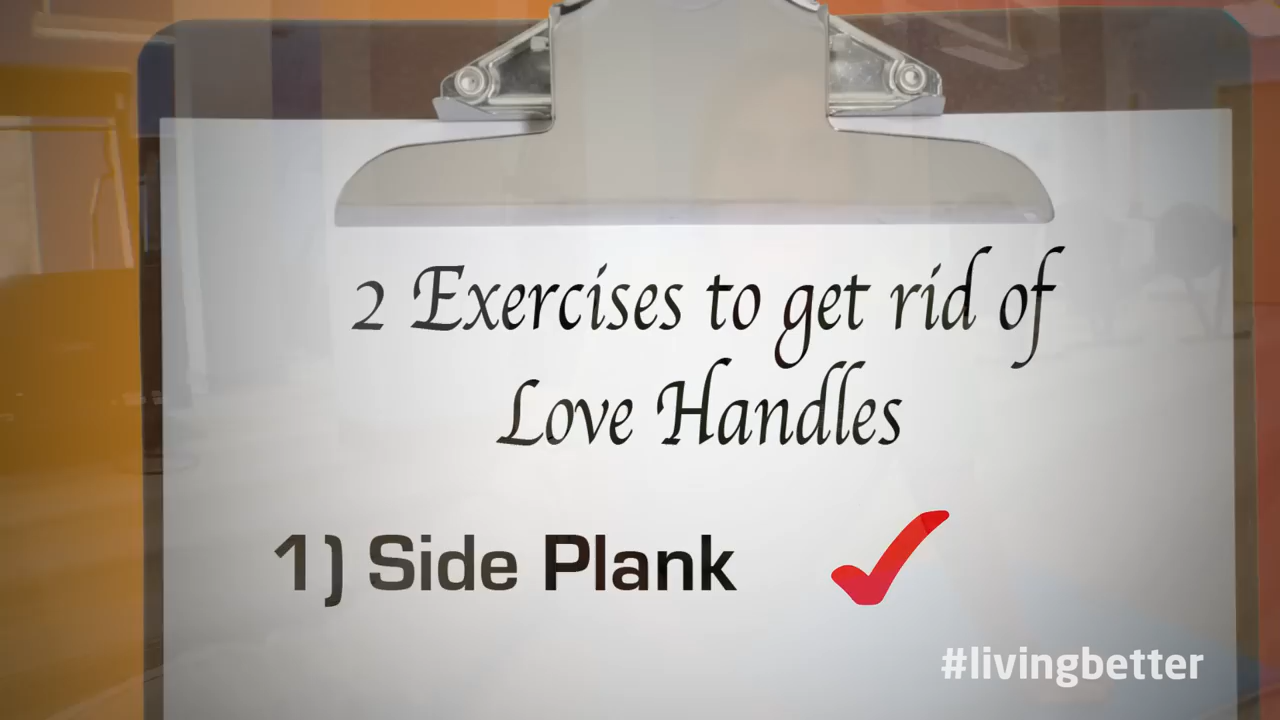 2 Exercises to get rid of
Love Handles
1) Side Plank
#livingbetter